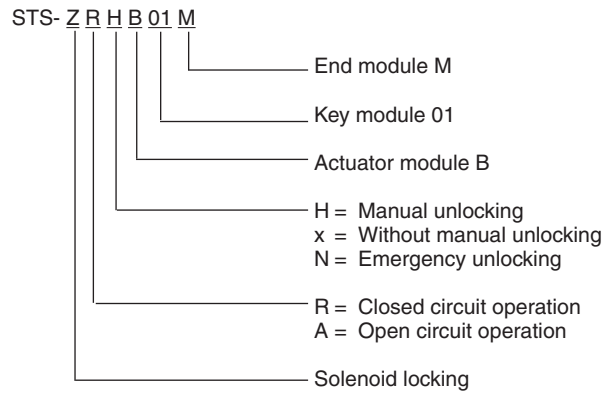 STS- Z R H B 01 M
End module M
Key module 01
Actuator module B
H = Manual unlocking
x = Without manual unlocking
N = Emergency unlocking
R = Closed circuit operation
A = Open circuit operation
Solenoid locking